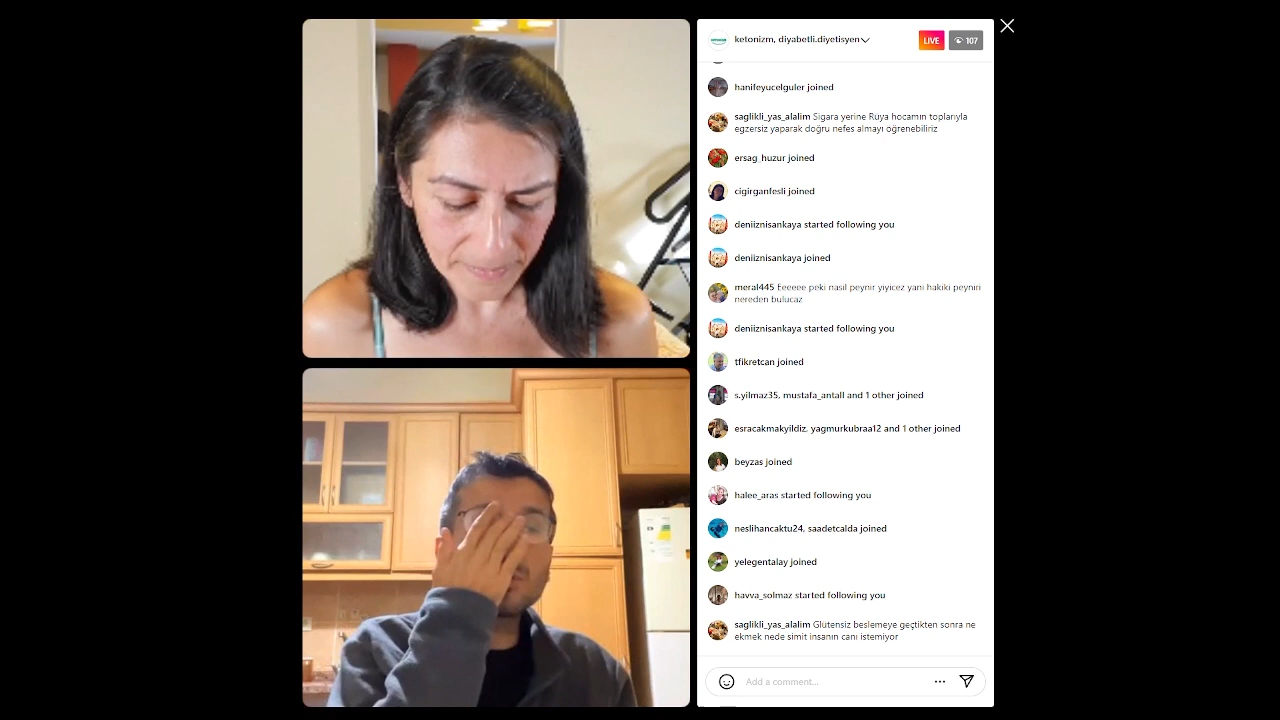 ketonizm, diyabetli.diyetisyen
LIVE
107
hanifeyucelguler joined
saglikli_yas_alalim Sigara yerine Rüya hocamın toplarıyla
egzersiz yaparak doğru nefes almayı öğrenebiliriz
ersag_huzur joined
cigirganfesli joined
deniiznisankaya started following you
deniiznisankaya joined
meral445 Eeeeee peki nasıl peynir yiyicez yani hakiki peyniri
nereden bulucaz
deniiznisankaya started following you
tfikretcan joined
s.yilmaz35, mustafa_antall and 1 other joined
esracakmakyildiz, yagmurkubraa12 and 1 other joined
beyzas joined
halee_aras started following you
neslihancaktu24, saadetcalda joined
yelegentalay joined
havva_solmaz started following you
saglikli_yas_alalim Glutensiz beslemeye geçtikten sonra ne
ekmek nede simit insanın canı istemiyor
Add a comment...